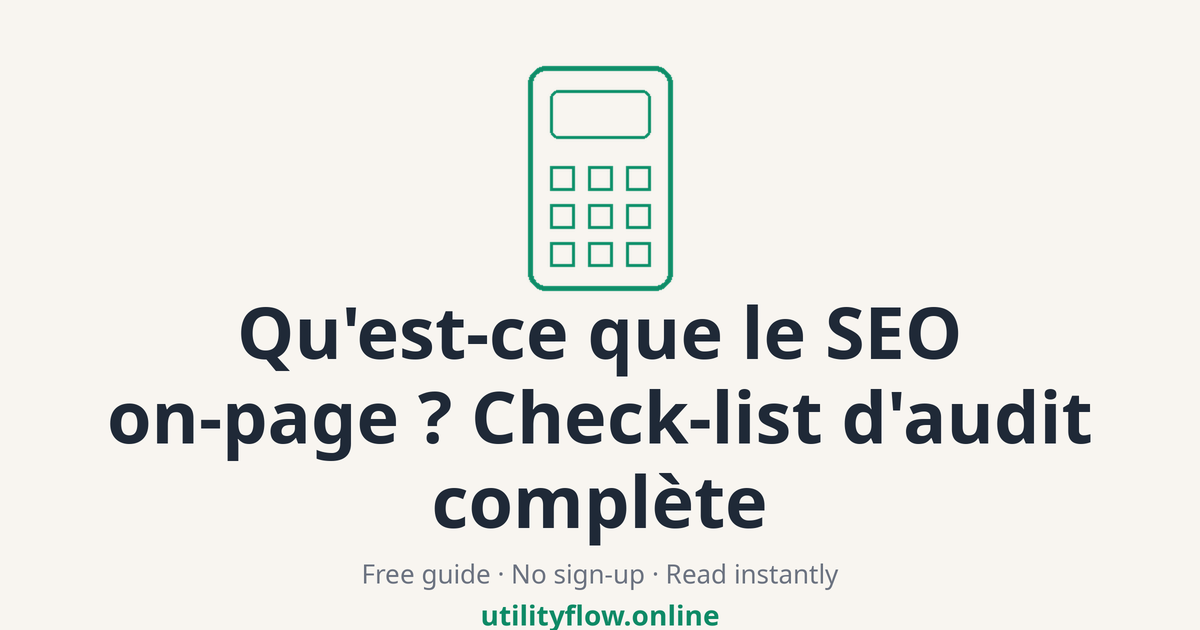 Qu'est-ce que le SEO
on-page ? Check-list d'audit
complète
Free guide · No sign-up · Read instantly
utilityflow.online